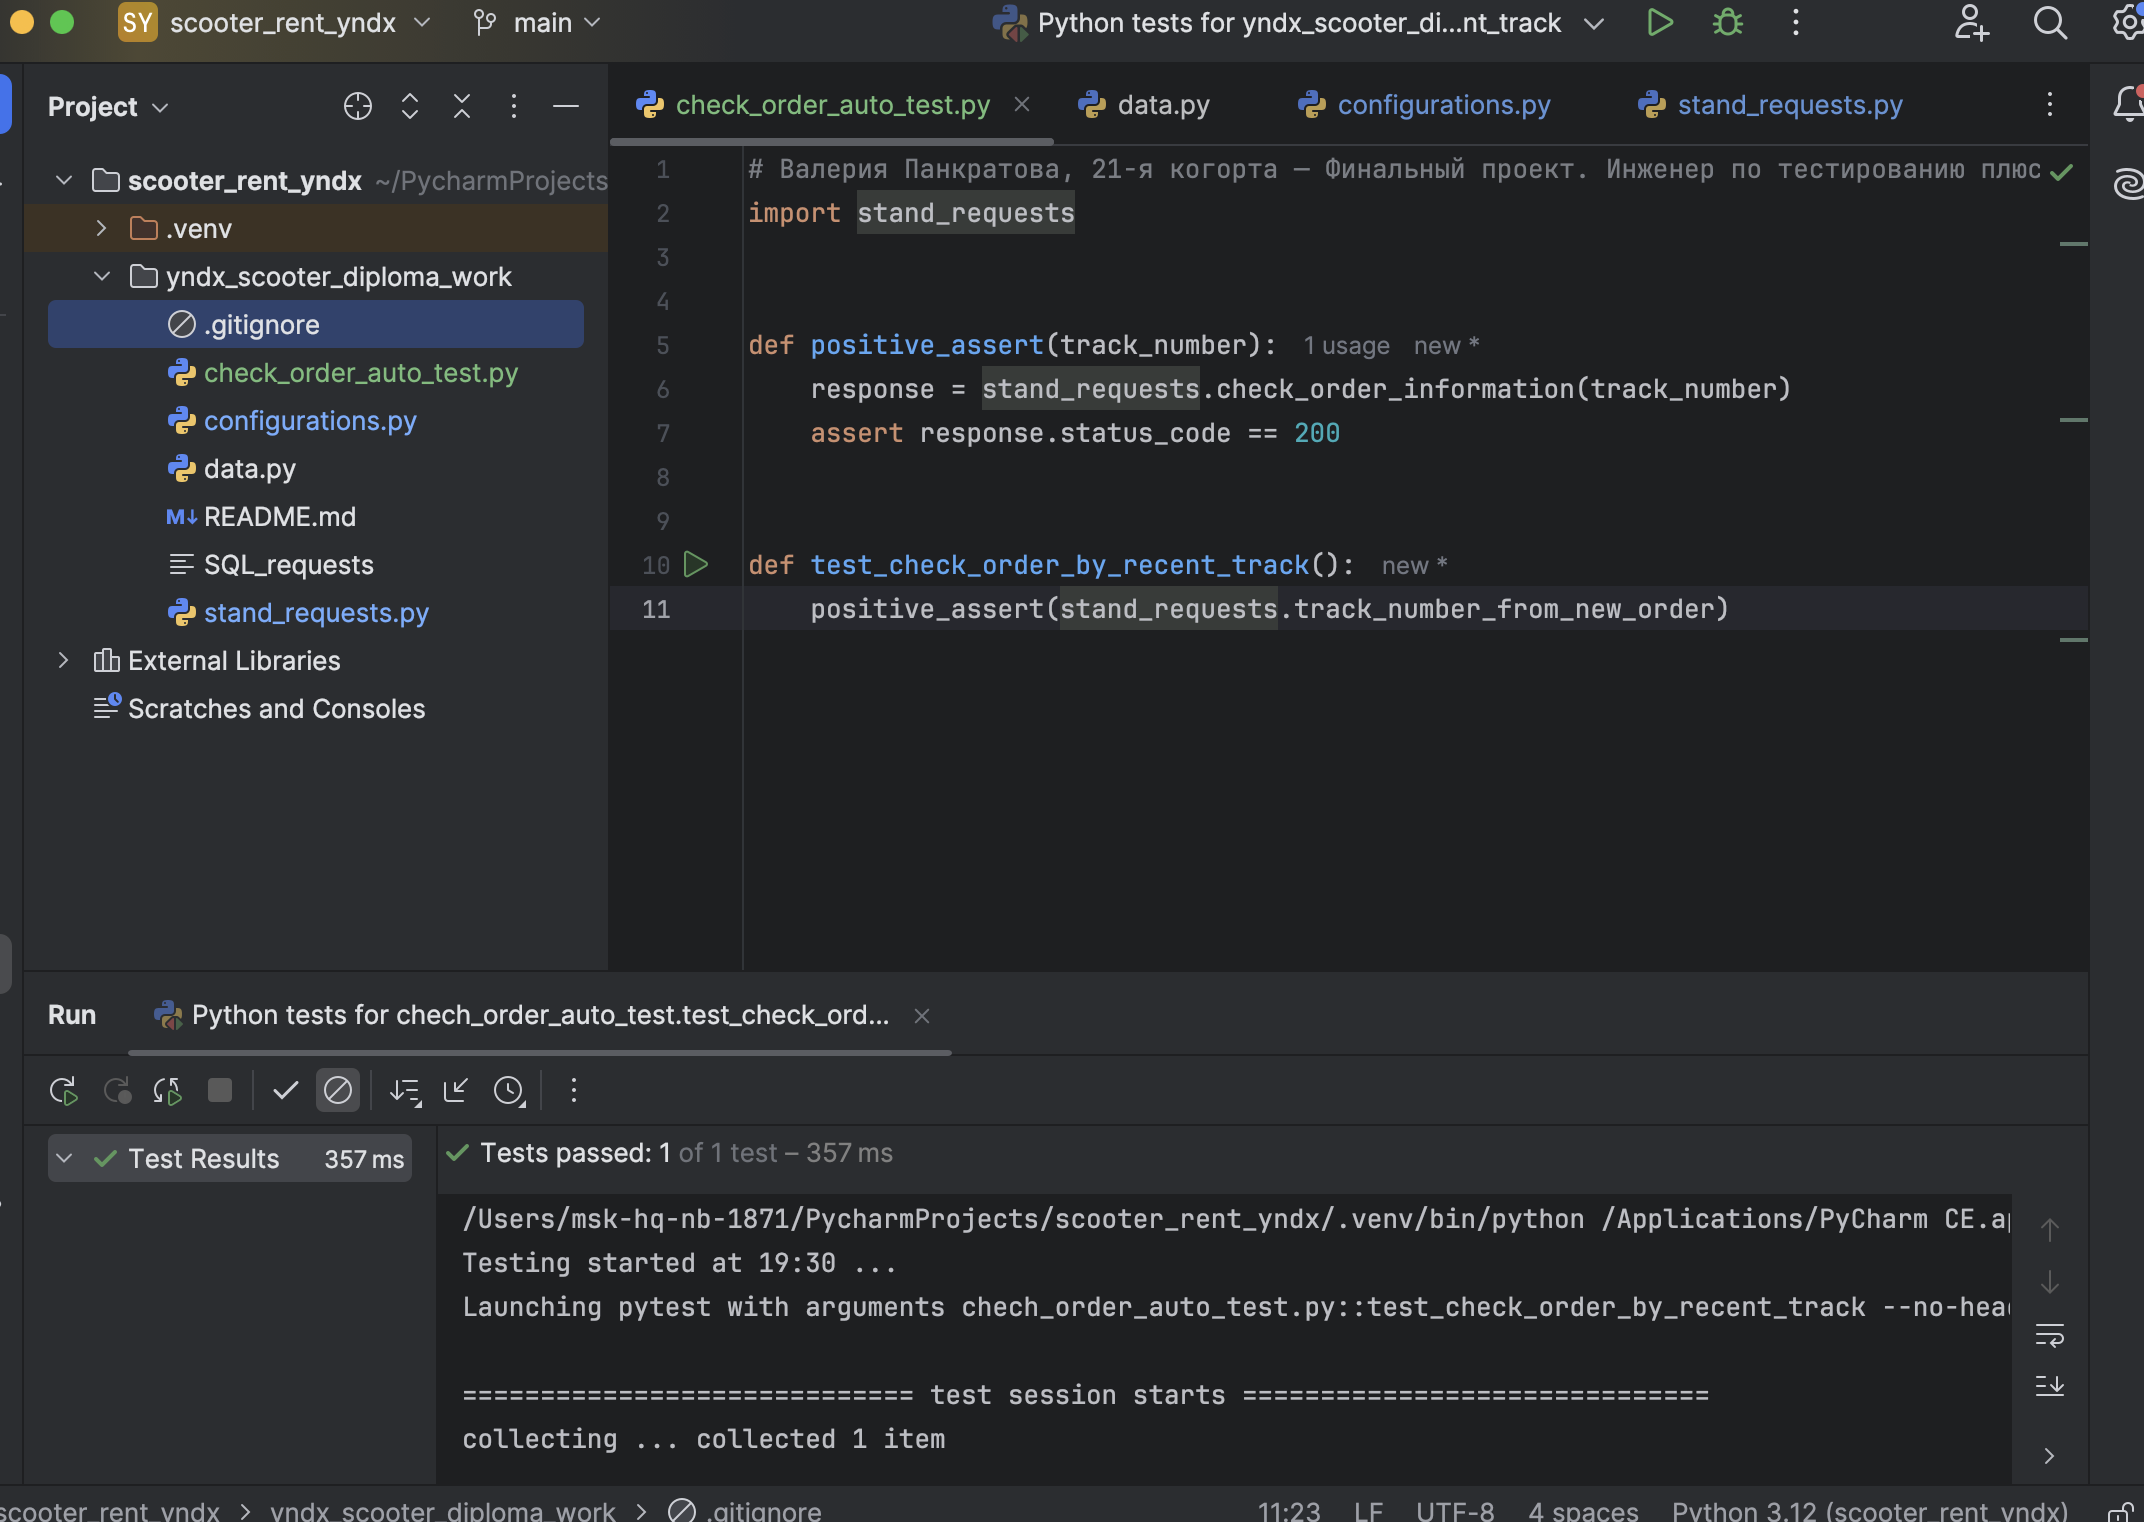 SY scooter_rent_yndx main Python tests for yndx_scooter_di...nt_track
Project
scooter_rent_yndx ~/PycharmProjects
.venv
yndx_scooter_diploma_work
.gitignore
check_order_auto_test.py
configurations.py
data.py
M↓ README.md
SQL_requests
stand_requests.py
External Libraries
Scratches and Consoles
check_order_auto_test.py data.py configurations.py stand_requests.py
1 # Валерия Панкратова, 21-я когорта — Финальный проект. Инженер по тестированию плюс
2 import stand_requests
3
4
5 def positive_assert(track_number): 1 usage new *
6 response = stand_requests.check_order_information(track_number)
7 assert response.status_code == 200
8
9
10 def test_check_order_by_recent_track(): new *
11 positive_assert(stand_requests.track_number_from_new_order)
Run Python tests for chech_order_auto_test.test_check_ord...
Test Results 357 ms
Tests passed: 1 of 1 test – 357 ms
/Users/msk-hq-nb-1871/PycharmProjects/scooter_rent_yndx/.venv/bin/python /Applications/PyCharm CE.ap
Testing started at 19:30 ...
Launching pytest with arguments chech_order_auto_test.py::test_check_order_by_recent_track --no-head
============================= test session starts ==============================
collecting ... collected 1 item
scooter_rent_yndx > yndx_scooter_diploma_work > .gitignore 11:23 LF UTF-8 4 spaces Python 3.12 (scooter_rent_yndx)